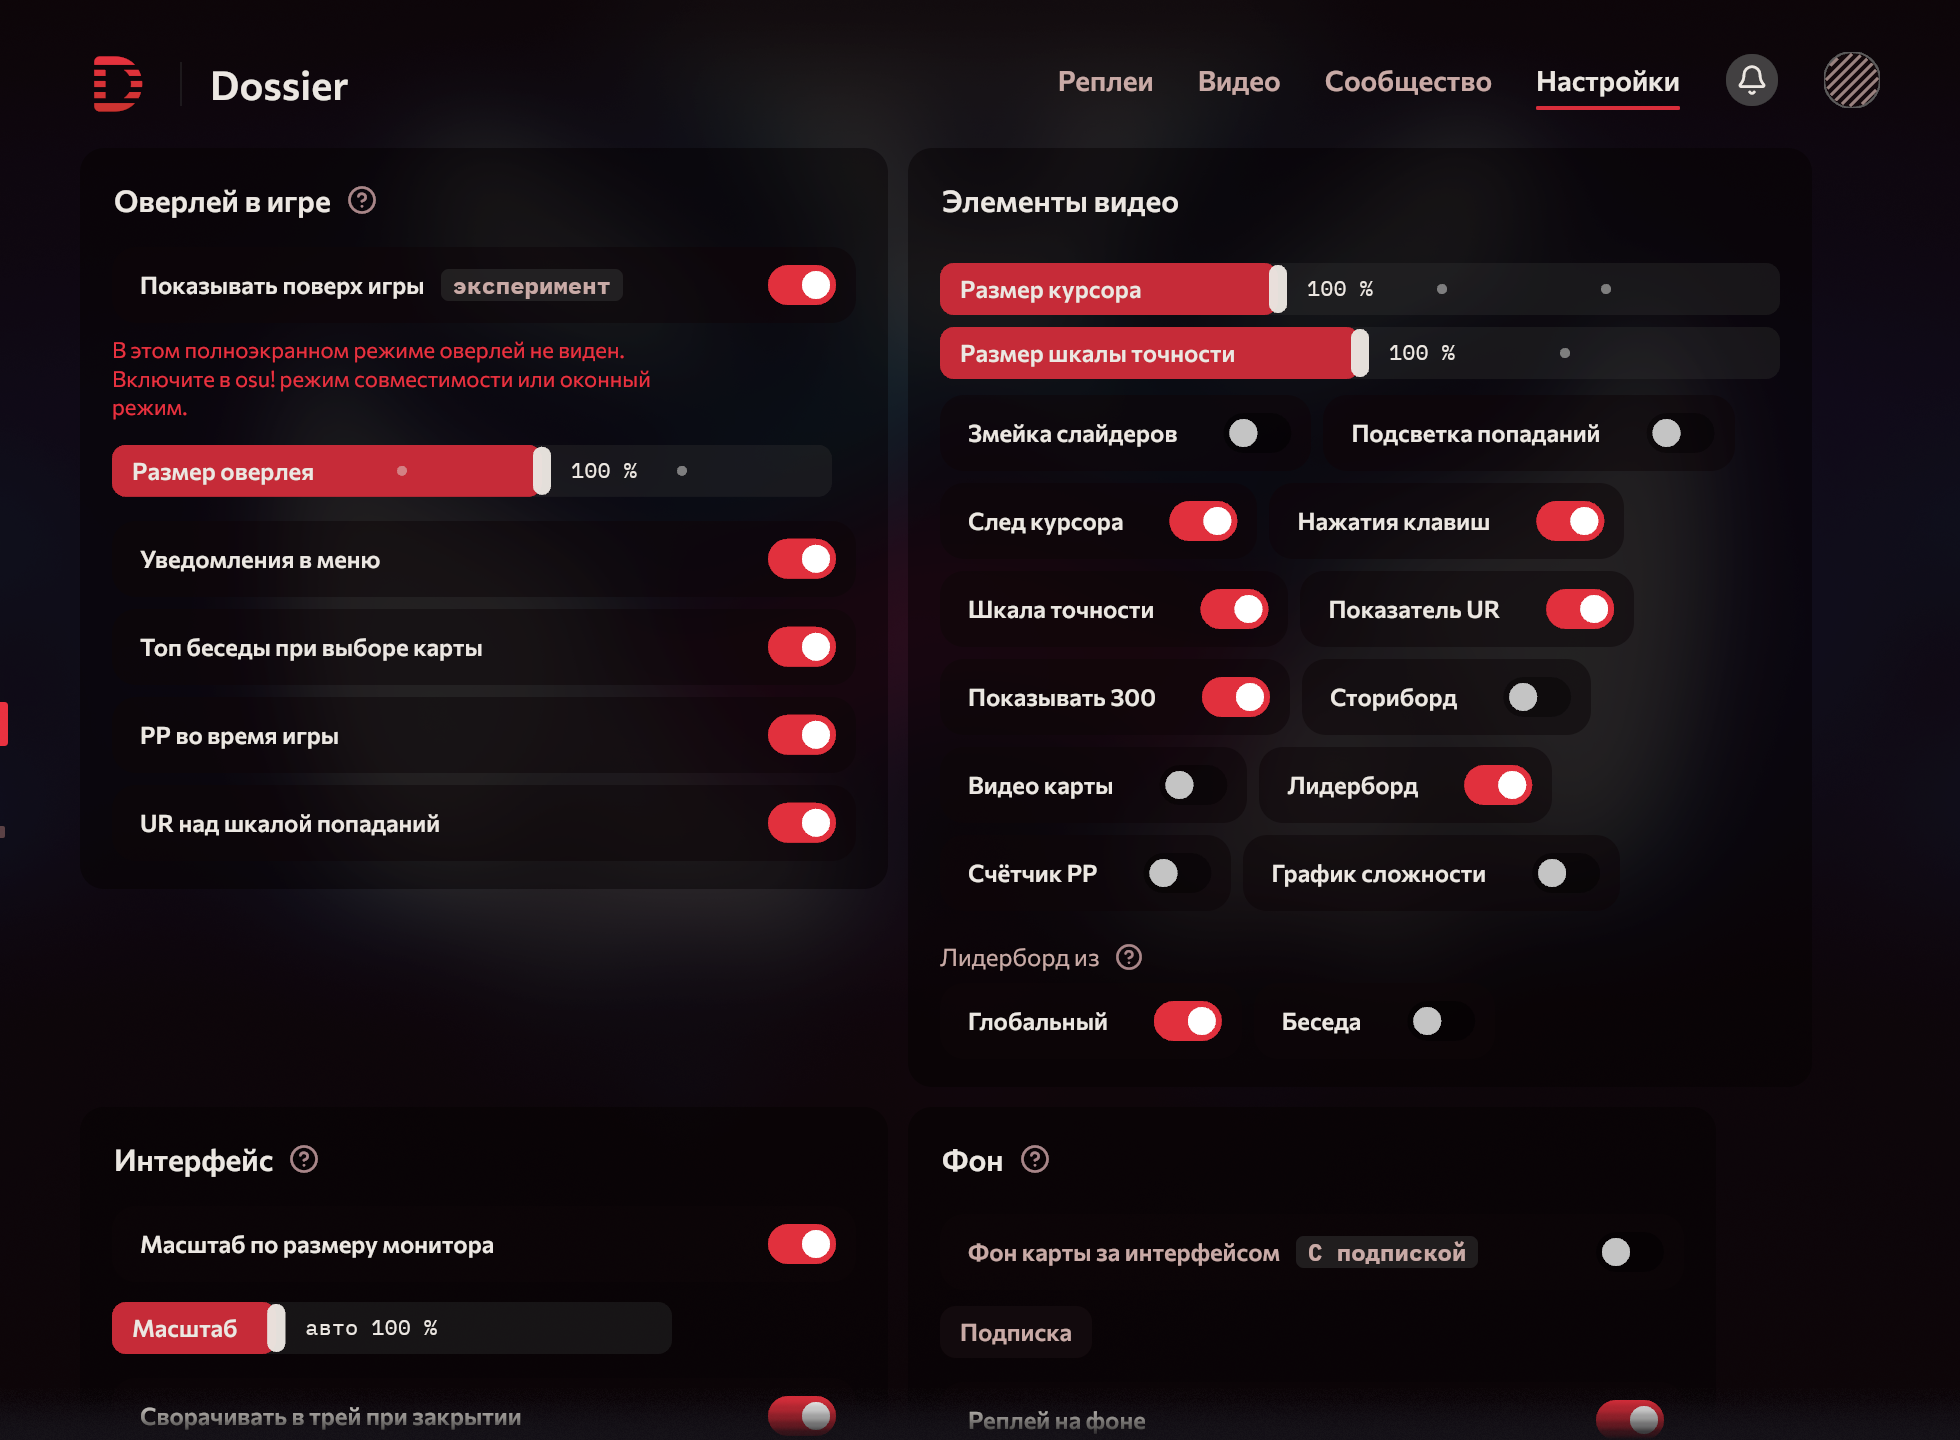 Dossier
Реплеи
Видео
Сообщество
Настройки
Оверлей в игре
Показывать поверх игры
эксперимент
В этом полноэкранном режиме оверлей не виден.
Включите в osu! режим совместимости или оконный
режим.
Размер оверлея
100 %
Уведомления в меню
Топ беседы при выборе карты
PP во время игры
UR над шкалой попаданий
Элементы видео
Размер курсора
100 %
Размер шкалы точности
100 %
Змейка слайдеров
Подсветка попаданий
След курсора
Нажатия клавиш
Шкала точности
Показатель UR
Показывать 300
Сториборд
Видео карты
Лидерборд
Счётчик PP
График сложности
Лидерборд из
Глобальный
Беседа
Интерфейс
Масштаб по размеру монитора
Масштаб
авто 100 %
Сворачивать в трей при закрытии
Фон
Фон карты за интерфейсом
С подпиской
Подписка
Реплей на фоне